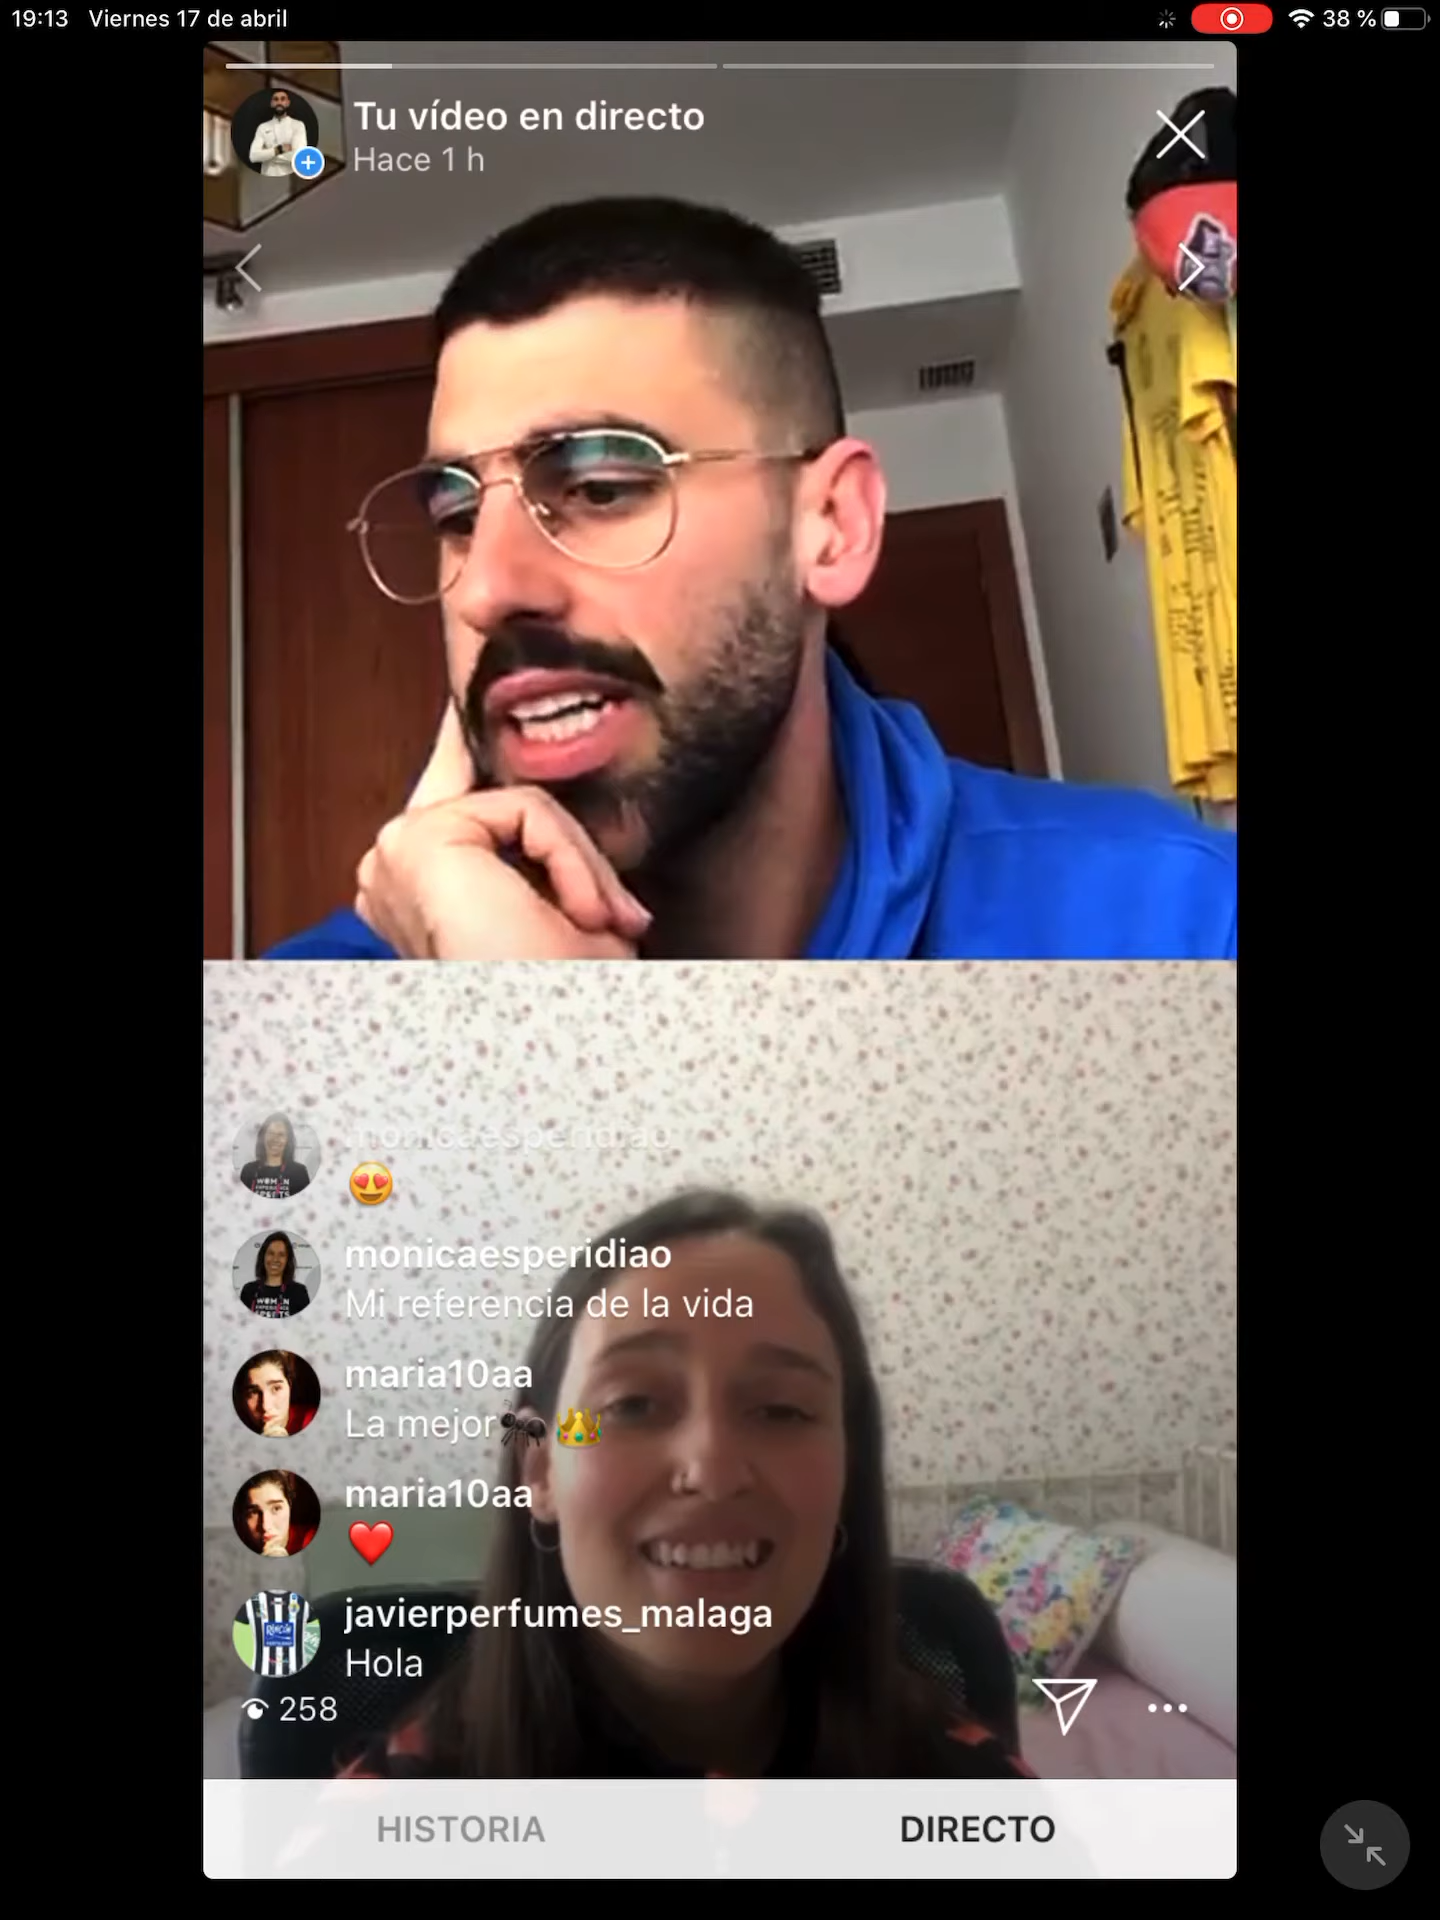 19:13 Viernes 17 de abril
38 %
Tu vídeo en directo
Hace 1 h
monicaesperidiao
😍
monicaesperidiao
Mi referencia de la vida
maria10aa
La mejor🐜👑
maria10aa
❤️
javierperfumes_malaga
Hola
258
HISTORIA
DIRECTO